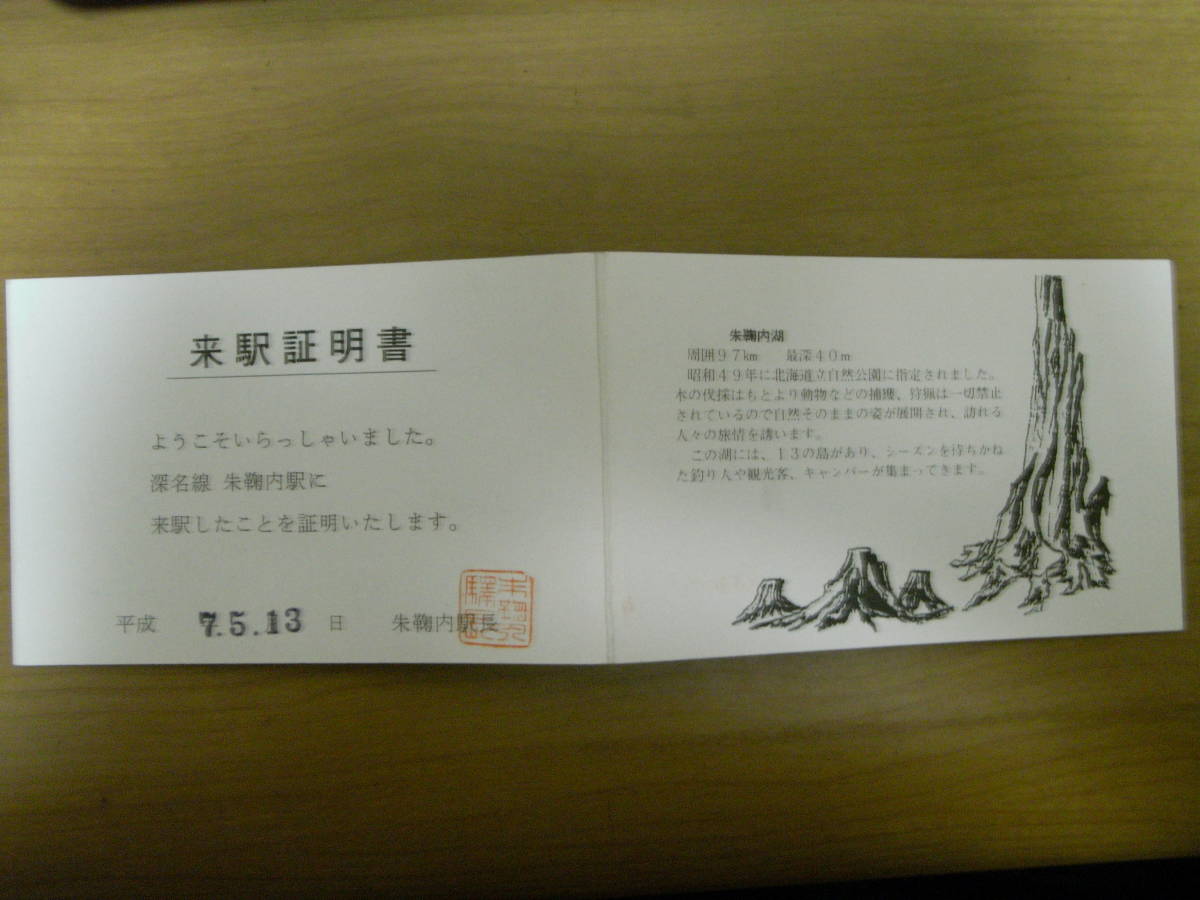 来駅証明書
ようこそいらっしゃいました。
深名線 朱鞠内駅に
来駅したことを証明いたします。
平成 7.5.13 日 朱鞠内駅長
朱鞠内湖
周囲97km 最深40m
昭和49年に北海道立自然公園に指定されました。
木の伐採はもとより動物などの捕獲、狩猟は一切禁止
されているので自然そのままの姿が展開され、訪れる
人々の旅情を誘います。
この湖には、13の島があり、シーズンを待ちかね
た釣り人や観光客、キャンパーが集まってきます。